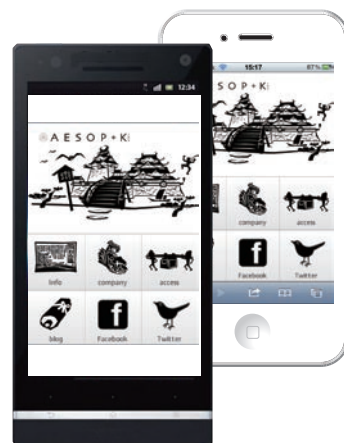 12:34
AESOP+K
Info
company
access
blog
Facebook
Twitter
15:17
87%
SOP+K
company
access
Facebook
Twitter